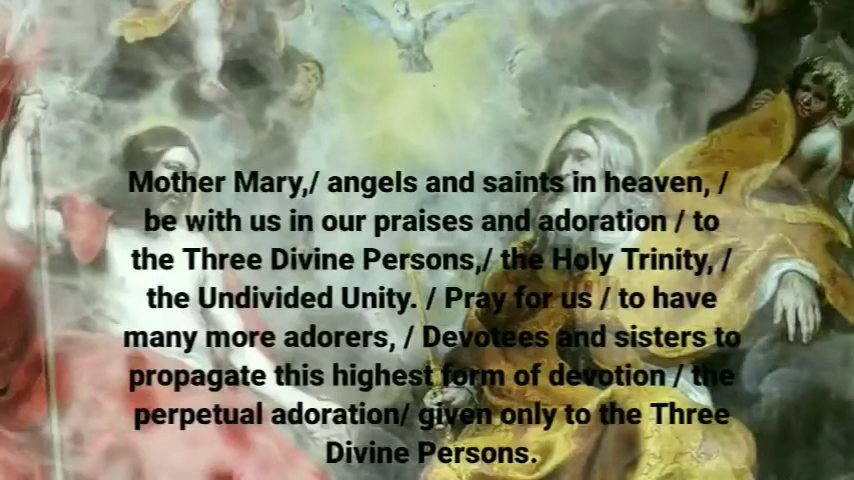 Mother Mary,/ angels and saints in heaven, /
be with us in our praises and adoration / to
the Three Divine Persons,/ the Holy Trinity, /
the Undivided Unity. / Pray for us / to have
many more adorers, / Devotees and sisters to
propagate this highest form of devotion / the
perpetual adoration/ given only to the Three
Divine Persons.